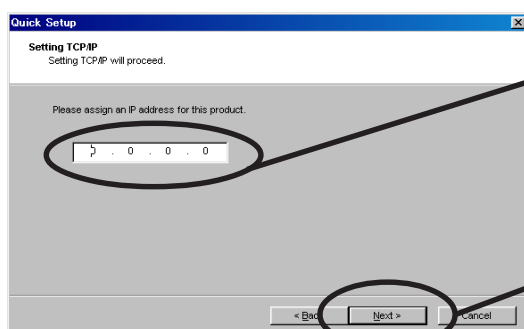 Quick Setup
Setting TCP/IP
Setting TCP/IP will proceed.
Please assign an IP address for this product.
. 0 . 0 . 0
< Back Next > Cancel